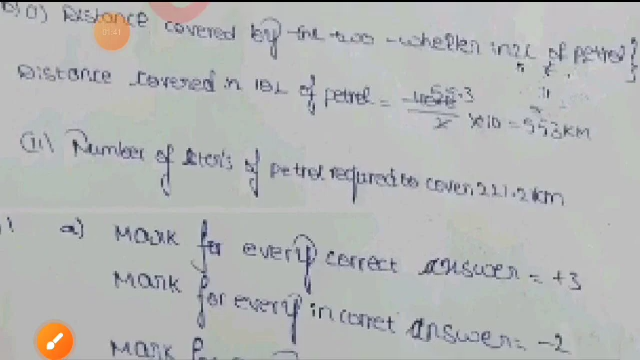 (i) Distance covered by the two-wheeler in 2L of petrol
Distance covered in 10L of petrol = 55.3 × 10 = 553 KM
2
(ii) Number of liters of petrol required to cover 221.2 km
a) Mark for every correct answer = +3
Mark for every incorrect answer = -2
Mark